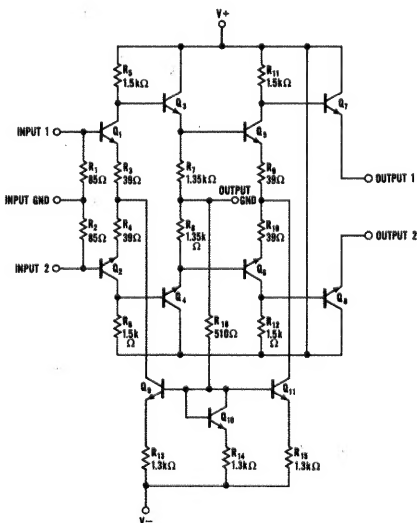 V+
R5
1.5kΩ
R11
1.5kΩ
Q3
Q7
INPUT 1
Q1
Q5
R1
85Ω
R3
39Ω
R7
1.35kΩ
R9
39Ω
OUTPUT 1
INPUT GND
OUTPUT
GND
R2
85Ω
R4
39Ω
R8
1.35k
Ω
R10
39Ω
OUTPUT 2
INPUT 2
Q2
Q6
Q4
Q8
R6
1.5k
Ω
R16
510Ω
R12
1.5k
Ω
Q9
Q11
Q10
R13
1.3kΩ
R14
1.3kΩ
R15
1.3kΩ
V-